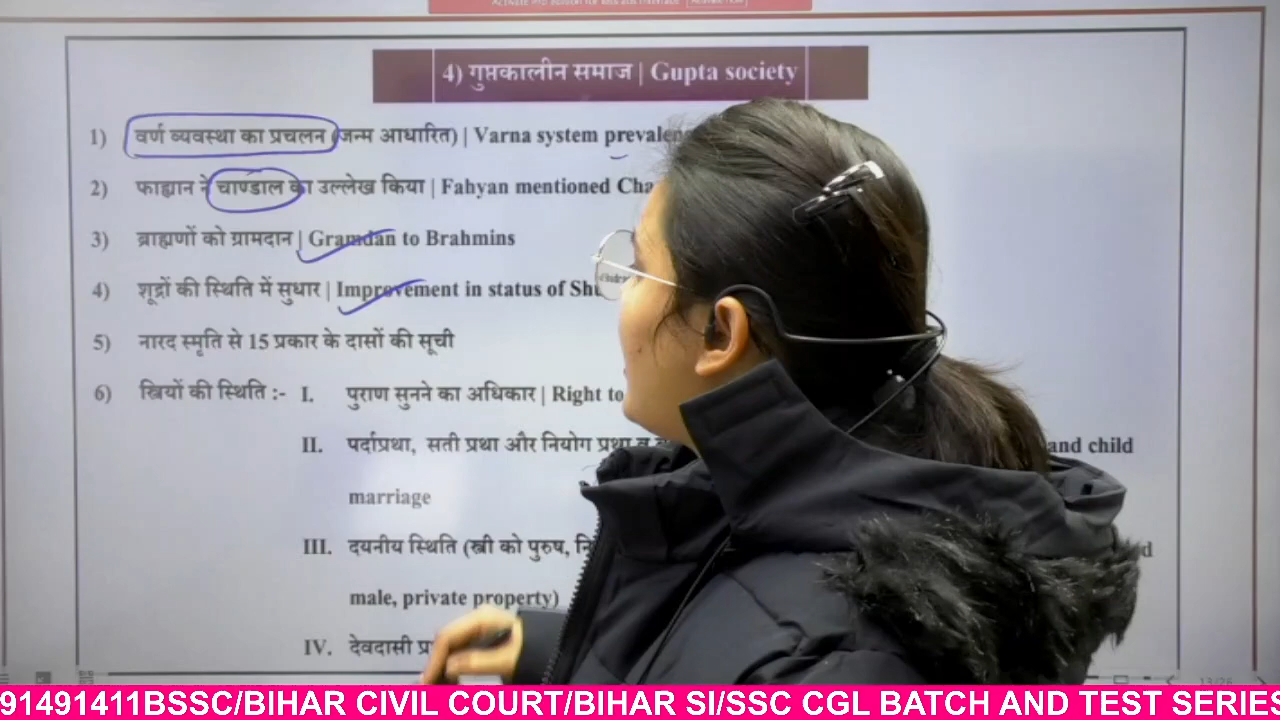 4) गुप्तकालीन समाज | Gupta society
1) वर्ण व्यवस्था का प्रचलन (जन्म आधारित) | Varna system
2) फाह्यान ने चाण्डाल का उल्लेख किया | Fahyan mentioned
3) ब्राह्मणों को ग्रामदान | Gramdan to Brahmins
4) शूद्रों की स्थिति में सुधार | Improvement in status of
5) नारद स्मृति से 15 प्रकार के दासों की सूची
6) स्त्रियों की स्थिति :- I. पुराण सुनने का अधिकार | Right to
II. पर्दाप्रथा, सती प्रथा और नियोग प्रथा व and child
marriage
III. दयनीय स्थिति (स्त्री को पुरुष,
male, private property)
IV. देवदासी
13/26
91491411BSSC/BIHAR CIVIL COURT/BIHAR SI/SSC CGL BATCH AND TEST SERIES